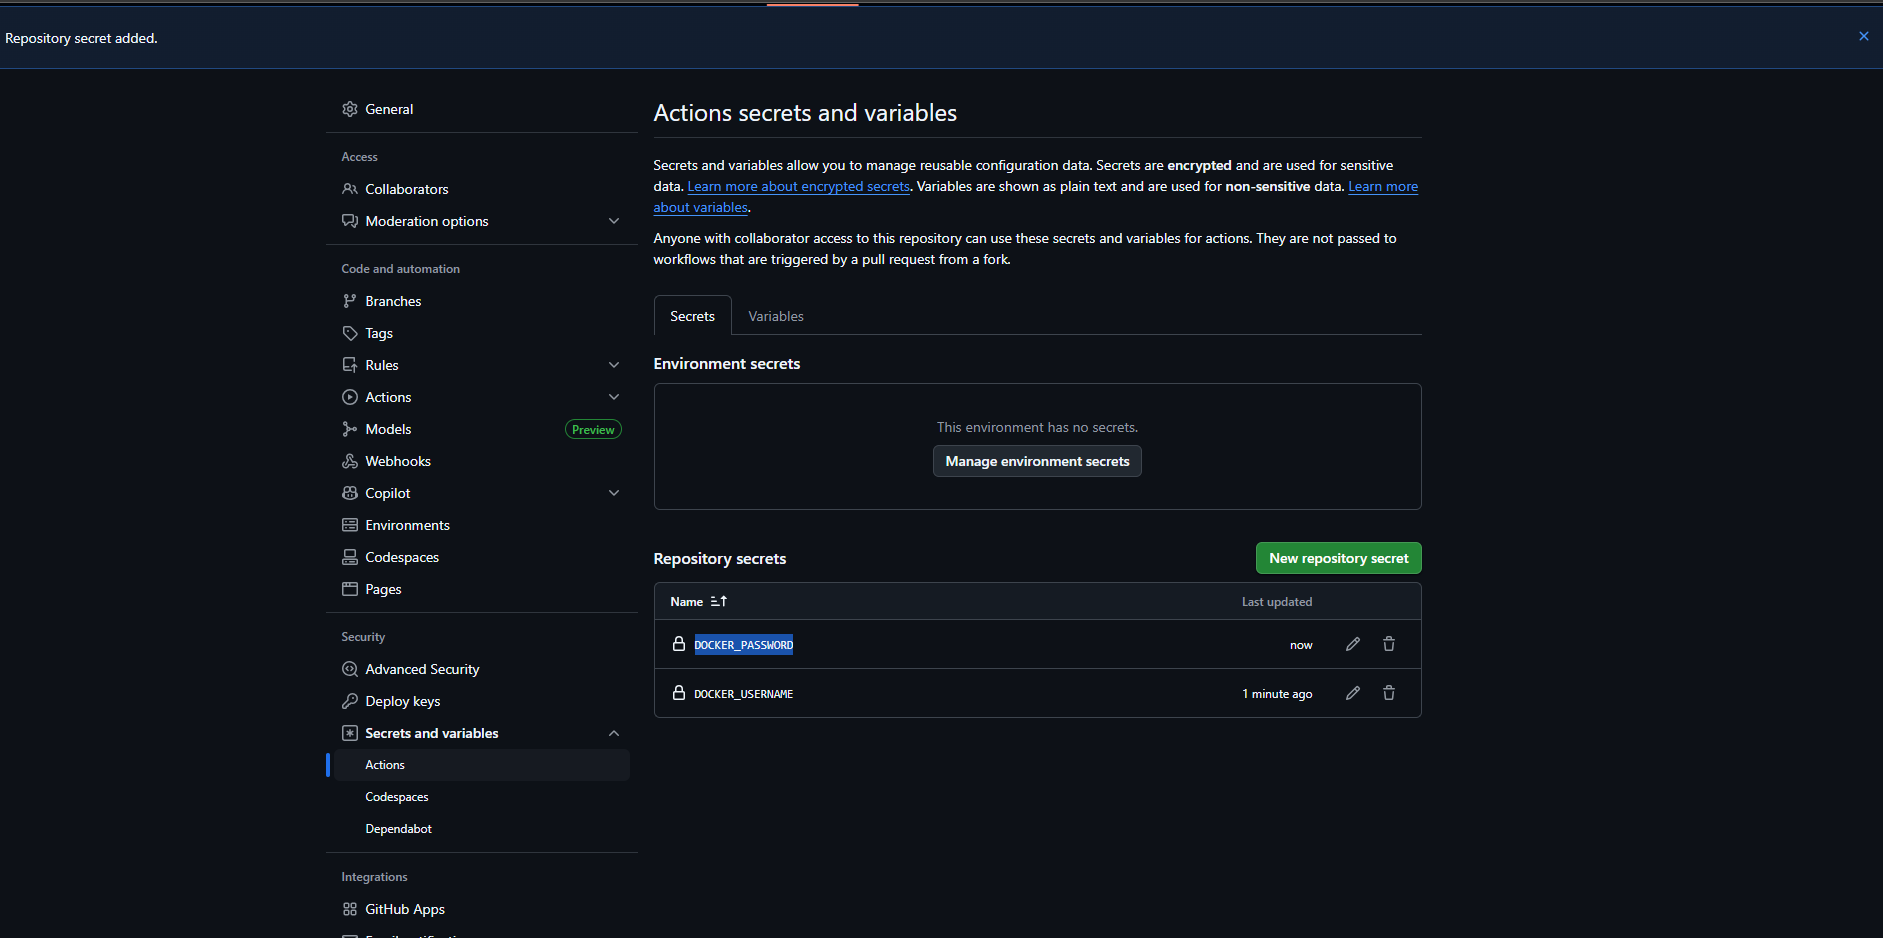 Repository secret added.
General
Access
Collaborators
Moderation options
Code and automation
Branches
Tags
Rules
Actions
Models
Preview
Webhooks
Copilot
Environments
Codespaces
Pages
Security
Advanced Security
Deploy keys
Secrets and variables
Actions
Codespaces
Dependabot
Integrations
GitHub Apps
Actions secrets and variables
Secrets and variables allow you to manage reusable configuration data. Secrets are encrypted and are used for sensitive
data. Learn more about encrypted secrets. Variables are shown as plain text and are used for non-sensitive data. Learn more
about variables.
Anyone with collaborator access to this repository can use these secrets and variables for actions. They are not passed to
workflows that are triggered by a pull request from a fork.
Secrets
Variables
Environment secrets
This environment has no secrets.
Manage environment secrets
Repository secrets
New repository secret
Name
Last updated
DOCKER_PASSWORD
now
DOCKER_USERNAME
1 minute ago